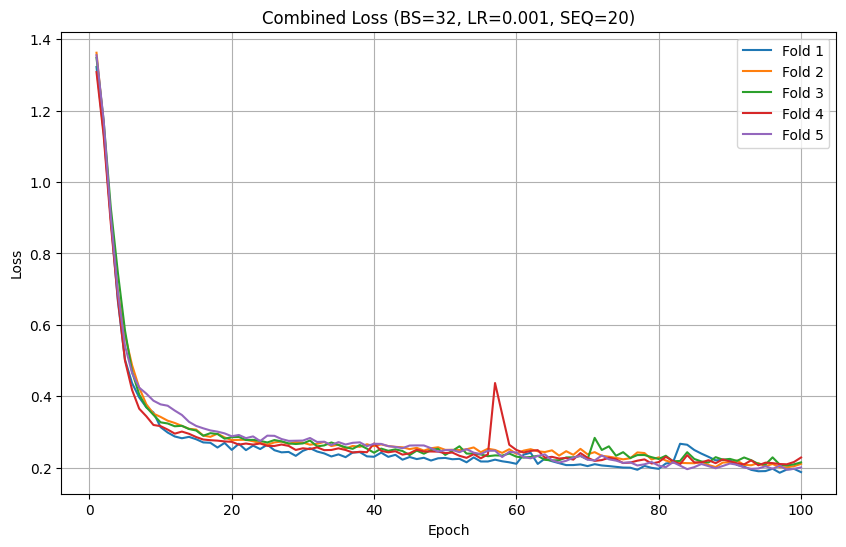 Combined Loss (BS=32, LR=0.001, SEQ=20)
Fold 1
Fold 2
Fold 3
Fold 4
Fold 5
Loss
1.4
1.2
1.0
0.8
0.6
0.4
0.2
0 20 40 60 80 100
Epoch